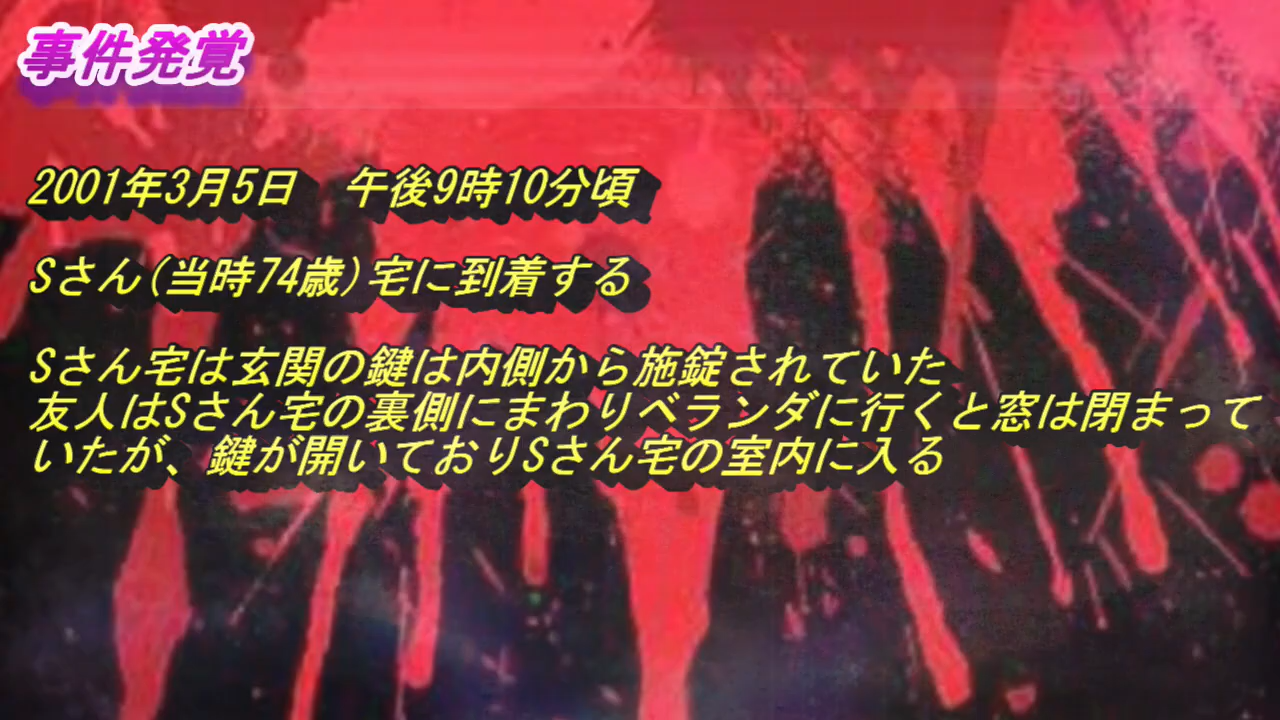 事件発覚
2001年3月5日　午後9時10分頃
Sさん(当時74歳)宅に到着する
Sさん宅は玄関の鍵は内側から施錠されていた
友人はSさん宅の裏側にまわりベランダに行くと窓は閉まって
いたが、鍵が開いておりSさん宅の室内に入る